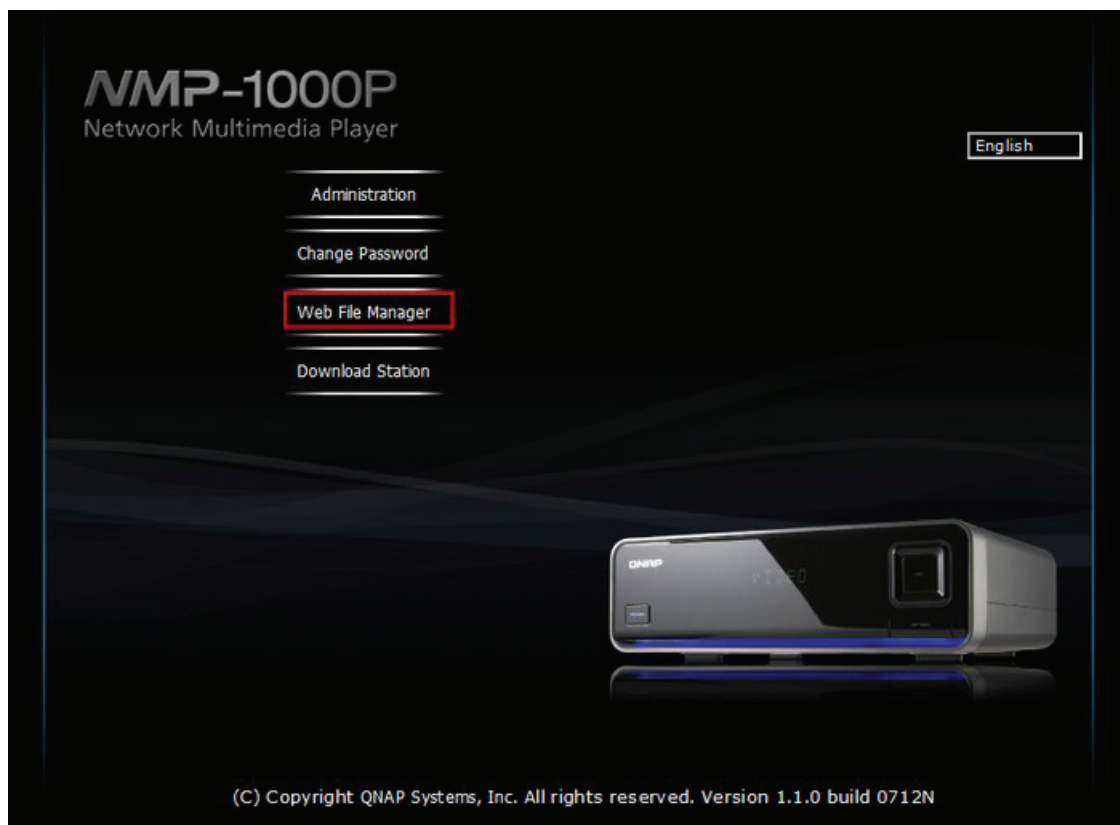 NMP-1000P
Network Multimedia Player
English
Administration
Change Password
Web File Manager
Download Station
QNAP
VIDEO
(C) Copyright QNAP Systems, Inc. All rights reserved. Version 1.1.0 build 0712N